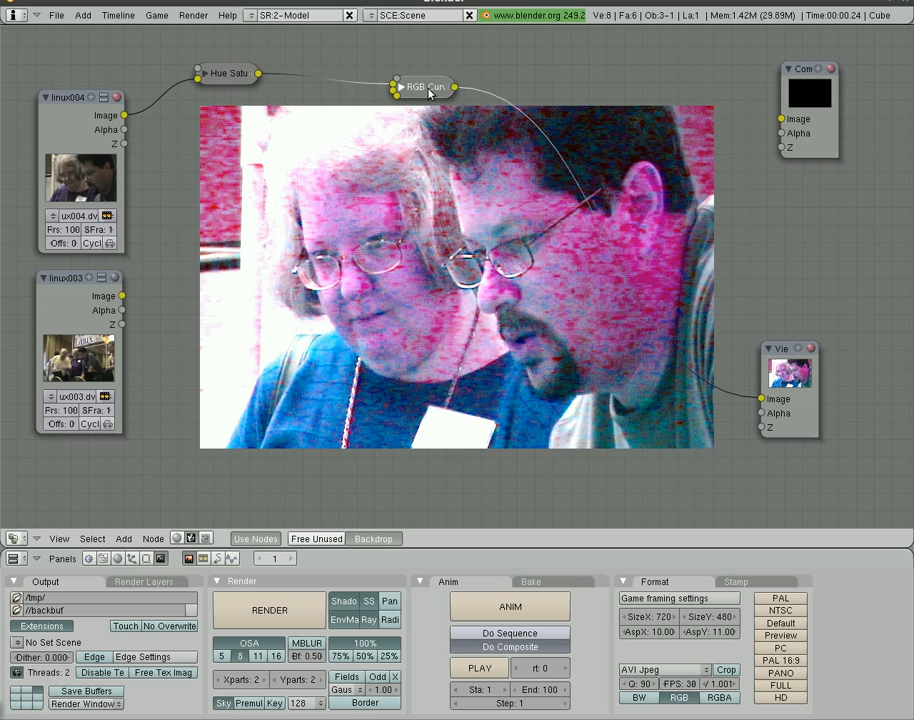 Blender
File Add Timeline Game Render Help SR:2-Model SCE:Scene www.blender.org 249.2 Ve:8 | Fa:6 | Ob:3-1 | La:1 | Mem:1.42M (29.89M) | Time:00:00.24 | Cube
Hue Satu
RGB Curv
Com
Image
Alpha
Z
linux004
Image
Alpha
Z
ux004.dv
Frs: 100 SFra: 1
Offs: 0 Cycl
linux003
Image
Alpha
Z
ux003.dv
Frs: 100 SFra: 1
Offs: 0 Cycl
Vie
Image
Alpha
Z
View Select Add Node Use Nodes Free Unused Backdrop
Panels 1
Output Render Layers
/tmp/
//backbuf
Extensions Touch No Overwrite
No Set Scene
Dither: 0.000 Edge Edge Settings
Threads: 2 Disable Te Free Tex Imag
Save Buffers
Render Window
Render
RENDER
Shado SS Pan
EnvMa Ray Radi
OSA MBLUR 100%
5 8 11 16 Bf: 0.50 75% 50% 25%
Xparts: 2 Yparts: 2 Fields Odd X
Gaus 1.00
Sky Premul Key 128 Border
Anim Bake
ANIM
Do Sequence
Do Composite
PLAY rt: 0
Sta: 1 End: 100
Step: 1
Format Stamp
Game framing settings
SizeX: 720 SizeY: 480
AspX: 10.00 AspY: 11.00
AVI Jpeg Crop
Q: 90 FPS: 30 / 1.001
BW RGB RGBA
PAL
NTSC
Default
Preview
PC
PAL 16:9
PANO
FULL
HD